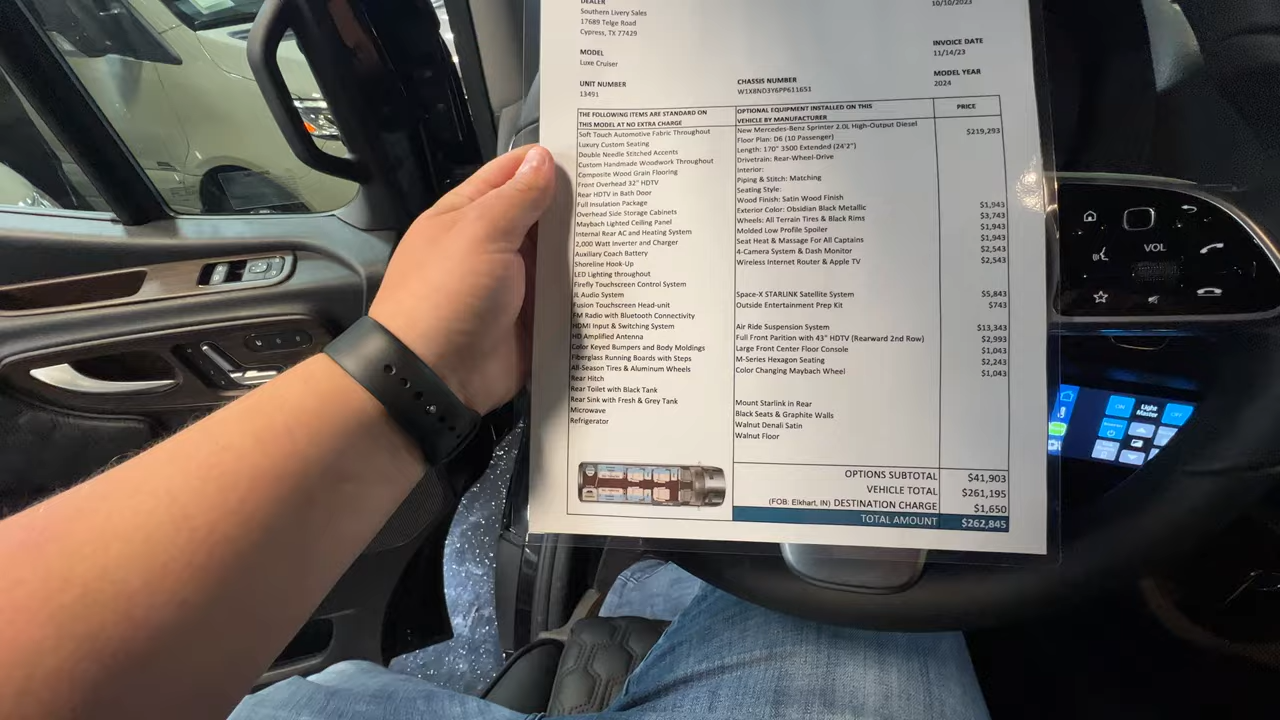 DEALER
Southern Livery Sales
17689 Telge Road
Cypress, TX 77429
10/10/2023
MODEL
Luxe Cruiser
INVOICE DATE
11/14/23
UNIT NUMBER
13491
CHASSIS NUMBER
W1X8ND3Y6PP611651
MODEL YEAR
2024
THE FOLLOWING ITEMS ARE STANDARD ON
THIS MODEL AT NO EXTRA CHARGE
Soft Touch Automotive Fabric Throughout
Luxury Custom Seating
Double Needle Stitched Accents
Custom Handmade Woodwork Throughout
Composite Wood Grain Flooring
Front Overhead 32" HDTV
Rear HDTV in Bath Door
Full Insulation Package
Overhead Side Storage Cabinets
Maybach Lighted Ceiling Panel
Internal Rear AC and Heating System
2,000 Watt Inverter and Charger
Auxiliary Coach Battery
Shoreline Hook-Up
LED Lighting throughout
Firefly Touchscreen Control System
JL Audio System
Fusion Touchscreen Head-unit
FM Radio with Bluetooth Connectivity
HDMI Input & Switching System
HD Amplified Antenna
Color Keyed Bumpers and Body Moldings
Fiberglass Running Boards with Steps
All-Season Tires & Aluminum Wheels
Rear Hitch
Rear Toilet with Black Tank
Rear Sink with Fresh & Grey Tank
Microwave
Refrigerator
OPTIONAL EQUIPMENT INSTALLED ON THIS
VEHICLE BY MANUFACTURER
PRICE
New Mercedes-Benz Sprinter 2.0L High-Output Diesel $219,293
Floor Plan: D6 (10 Passenger)
Length: 170" 3500 Extended (24'2")
Drivetrain: Rear-Wheel-Drive
Interior:
Piping & Stitch: Matching
Seating Style:
Wood Finish: Satin Wood Finish
Exterior Color: Obsidian Black Metallic $1,943
Wheels: All Terrain Tires & Black Rims $3,743
Molded Low Profile Spoiler $1,943
Seat Heat & Massage For All Captains $1,943
4-Camera System & Dash Monitor $2,543
Wireless Internet Router & Apple TV $2,543
Space-X STARLINK Satellite System $5,843
Outside Entertainment Prep Kit $743
Air Ride Suspension System $13,343
Full Front Parition with 43" HDTV (Rearward 2nd Row) $2,993
Large Front Center Floor Console $1,043
M-Series Hexagon Seating $2,243
Color Changing Maybach Wheel $1,043
Mount Starlink in Rear
Black Seats & Graphite Walls
Walnut Denali Satin
Walnut Floor
OPTIONS SUBTOTAL $41,903
VEHICLE TOTAL $261,195
(FOB: Elkhart, IN) DESTINATION CHARGE $1,650
TOTAL AMOUNT $262,845
VOL
Light
Master
ON
OFF